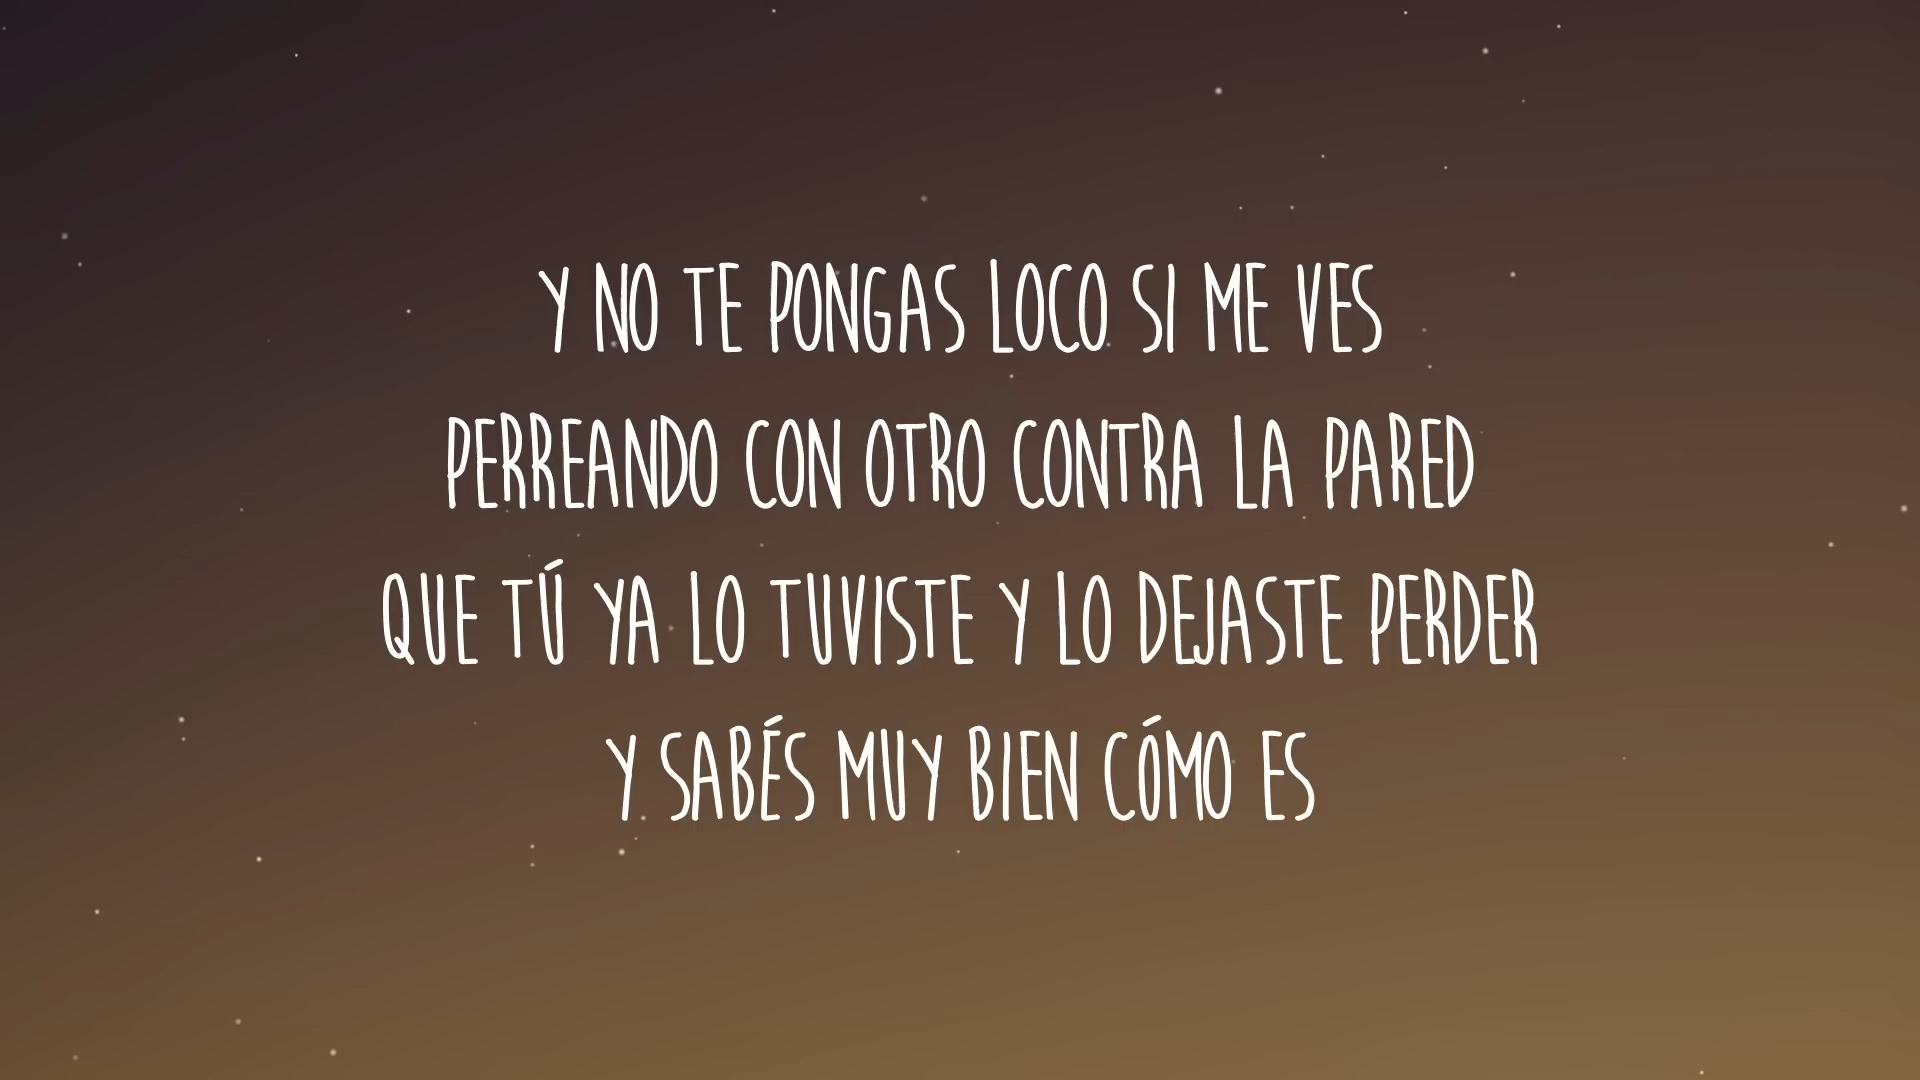 Y NO TE PONGAS LOCO SI ME VES
PERREANDO CON OTRO CONTRA LA PARED
QUE TÚ YA LO TUVISTE Y LO DEJASTE PERDER
Y SABÉS MUY BIEN CÓMO ES